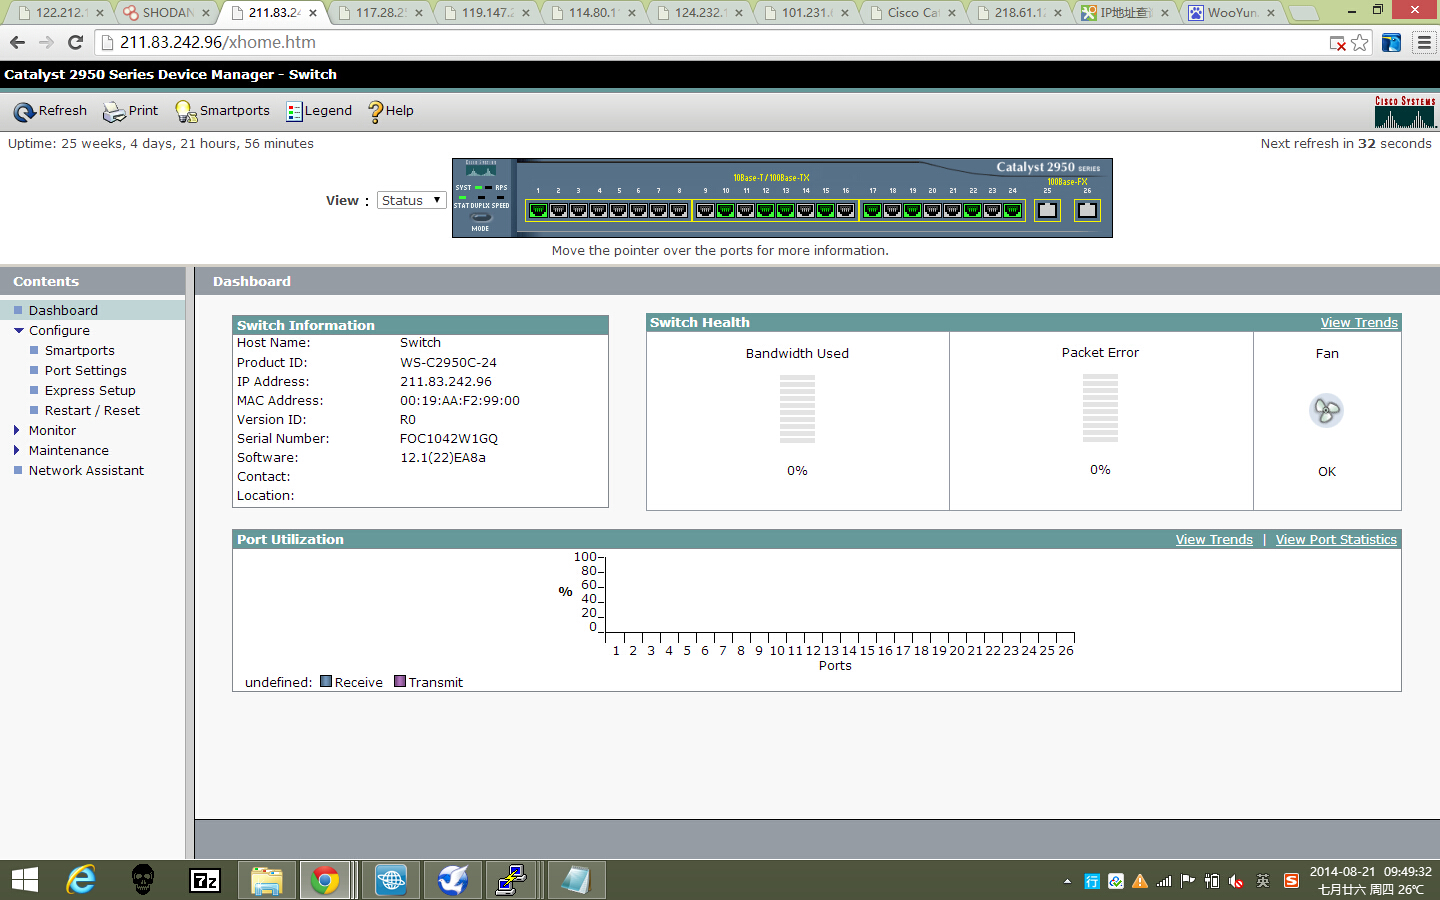 122.212.1
SHODAN
211.83.24
117.28.25
119.147.2
114.80.1
124.232.1
101.231.6
Cisco Cat
218.61.12
IP地址查
WooYun
211.83.242.96/xhome.htm
Catalyst 2950 Series Device Manager - Switch
Refresh Print Smartports Legend Help
CISCO SYSTEMS
Uptime: 25 weeks, 4 days, 21 hours, 56 minutes
Next refresh in 32 seconds
View : Status
Catalyst 2950 SERIES
10Base-T / 100Base-TX
100Base-FX
SYST RPS
STAT DUPLX SPEED
MODE
1 2 3 4 5 6 7 8 9 10 11 12 13 14 15 16 17 18 19 20 21 22 23 24 25 26
Move the pointer over the ports for more information.
Contents
Dashboard
Configure
Smartports
Port Settings
Express Setup
Restart / Reset
Monitor
Maintenance
Network Assistant
Dashboard
Switch Information
Host Name: Switch
Product ID: WS-C2950C-24
IP Address: 211.83.242.96
MAC Address: 00:19:AA:F2:99:00
Version ID: R0
Serial Number: FOC1042W1GQ
Software: 12.1(22)EA8a
Contact:
Location:
Switch Health View Trends
Bandwidth Used Packet Error Fan
0% 0% OK
Port Utilization View Trends | View Port Statistics
100
80
60
%
40
20
0
1 2 3 4 5 6 7 8 9 10 11 12 13 14 15 16 17 18 19 20 21 22 23 24 25 26
Ports
undefined: Receive Transmit
7z
行
英
2014-08-21 09:49:32
七月廿六 周四 26℃